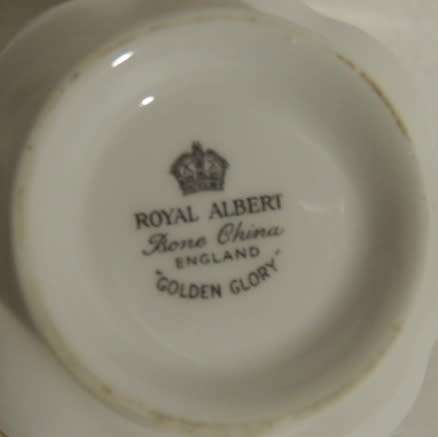 ROYAL ALBERT
Bone China
ENGLAND
"GOLDEN GLORY"